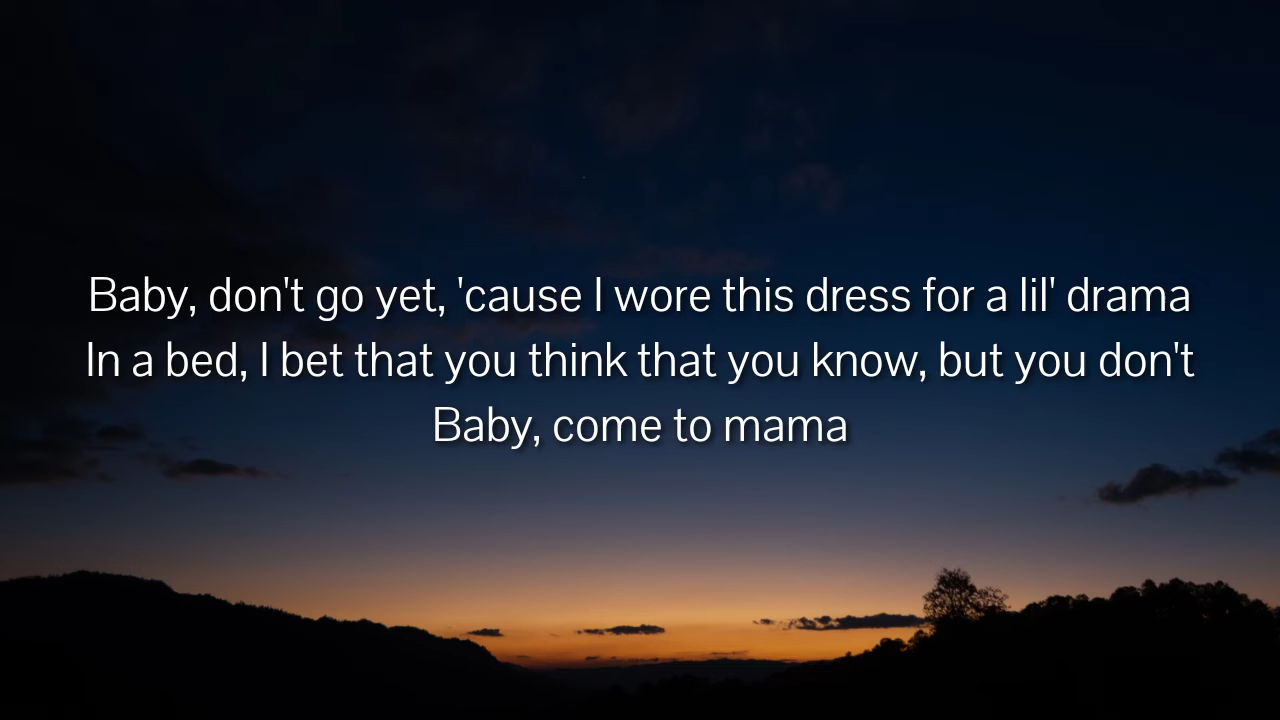 Baby, don't go yet, 'cause I wore this dress for a lil' drama
In a bed, I bet that you think that you know, but you don't
Baby, come to mama